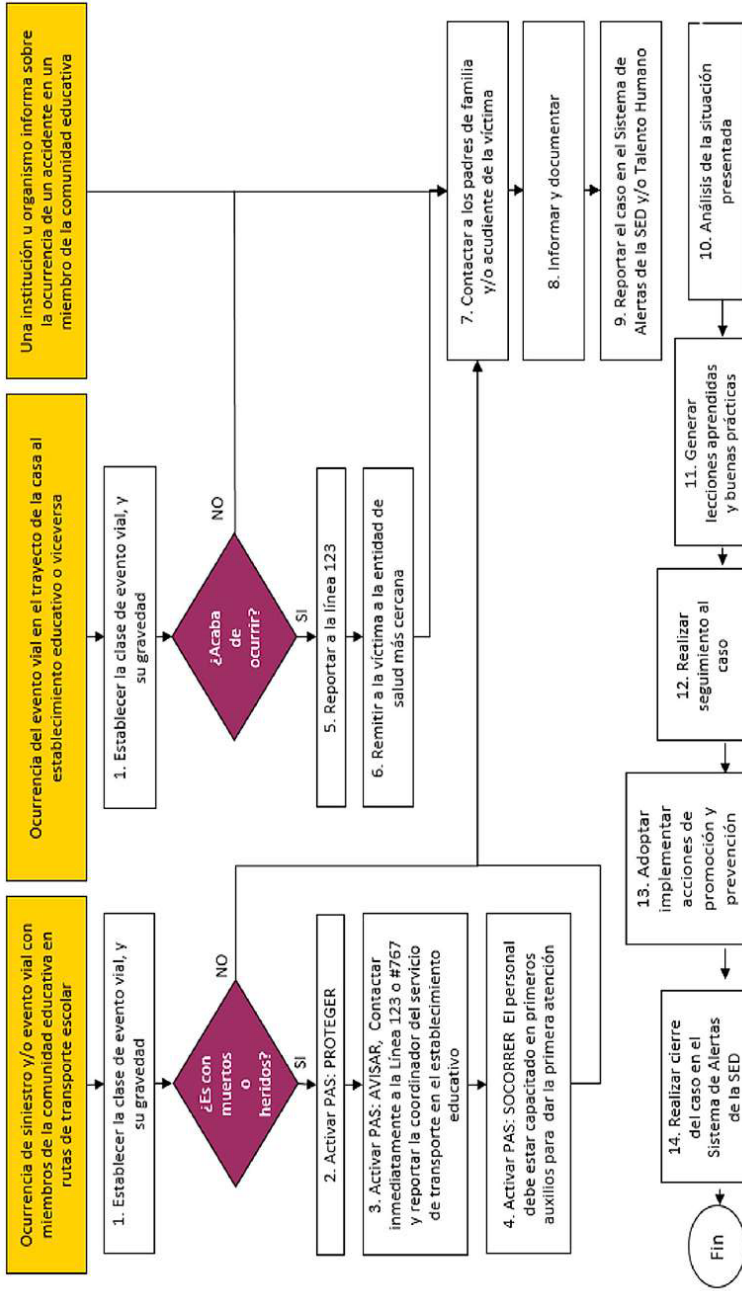 Ocurrencia de siniestro y/o evento vial con
miembros de la comunidad educativa en
rutas de transporte escolar
1. Establecer la clase de evento vial, y
su gravedad
¿Es con
muertos
o
heridos?
NO
SI
2. Activar PAS: PROTEGER
3. Activar PAS: AVISAR, Contactar
inmediatamente a la Línea 123 o #767
y reportar la coordinador del servicio
de transporte en el establecimiento
educativo
4. Activar PAS: SOCORRER El personal
debe estar capacitado en primeros
auxilios para dar la primera atención
Ocurrencia del evento vial en el trayecto de la casa al
establecimiento educativo o viceversa
1. Establecer la clase de evento vial, y
su gravedad
¿Acaba
de
ocurrir?
NO
SI
5. Reportar a la línea 123
6. Remitir a la víctima a la entidad de
salud más cercana
Una institución u organismo informa sobre
la ocurrencia de un accidente en un
miembro de la comunidad educativa
7. Contactar a los padres de familia
y/o acudiente de la víctima
8. Informar y documentar
9. Reportar el caso en el Sistema de
Alertas de la SED y/o Talento Humano
10. Análisis de la situación
presentada
11. Generar
lecciones aprendidas
y buenas prácticas
12. Realizar
seguimiento al
caso
13. Adoptar
implementar
acciones de
promoción y
prevención
14. Realizar cierre
del caso en el
Sistema de Alertas
de la SED
Fin